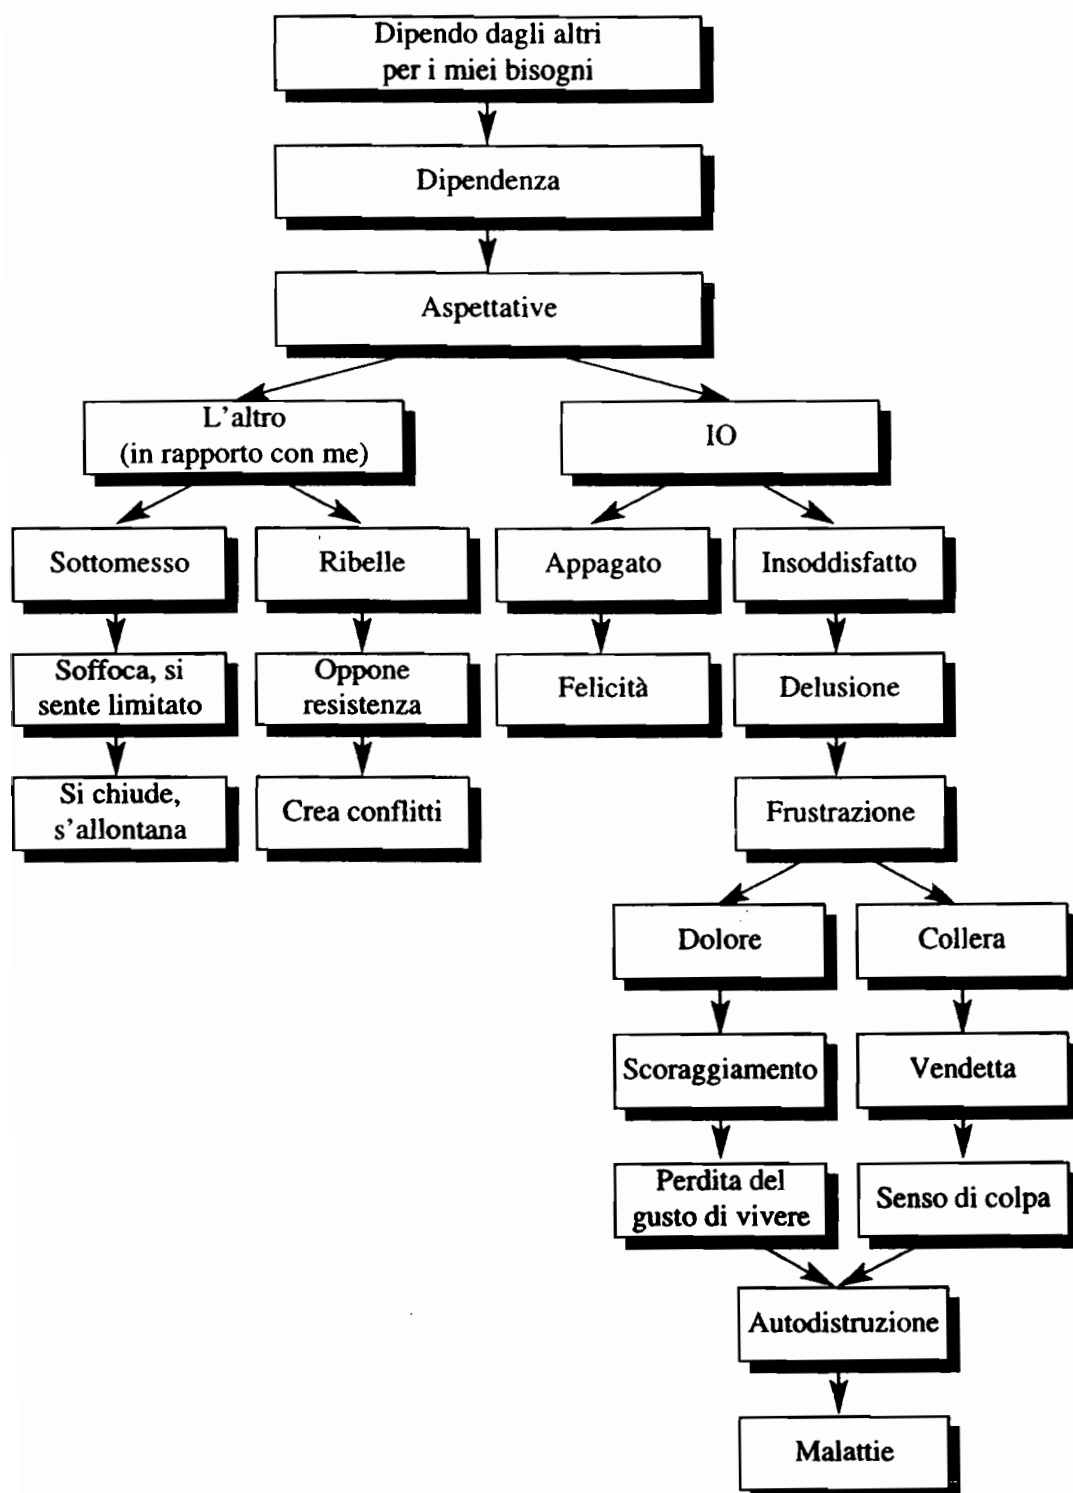 Dipendo dagli altri
per i miei bisogni
Dipendenza
Aspettative
L'altro
(in rapporto con me)
IO
Sottomesso
Ribelle
Appagato
Insoddisfatto
Soffoca, si
sente limitato
Oppone
resistenza
Felicità
Delusione
Si chiude,
s'allontana
Crea conflitti
Frustrazione
Dolore
Collera
Scoraggiamento
Vendetta
Perdita del
gusto di vivere
Senso di colpa
Autodistruzione
Malattie